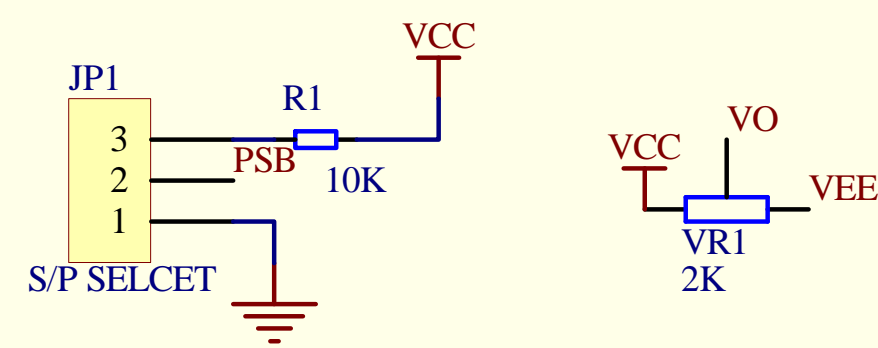 VCC
JP1
R1
3
PSB
2
10K
1
S/P SELCET
VO
VCC
VEE
VR1
2K